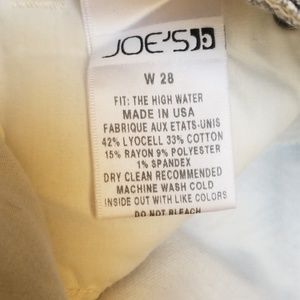 JOE'S
W 28
FIT: THE HIGH WATER
MADE IN USA
FABRIQUE AUX ETATS-UNIS
42% LYOCELL 33% COTTON
15% RAYON 9% POLYESTER
1% SPANDEX
DRY CLEAN RECOMMENDED
MACHINE WASH COLD
INSIDE OUT WITH LIKE COLORS
DO NOT BLEACH